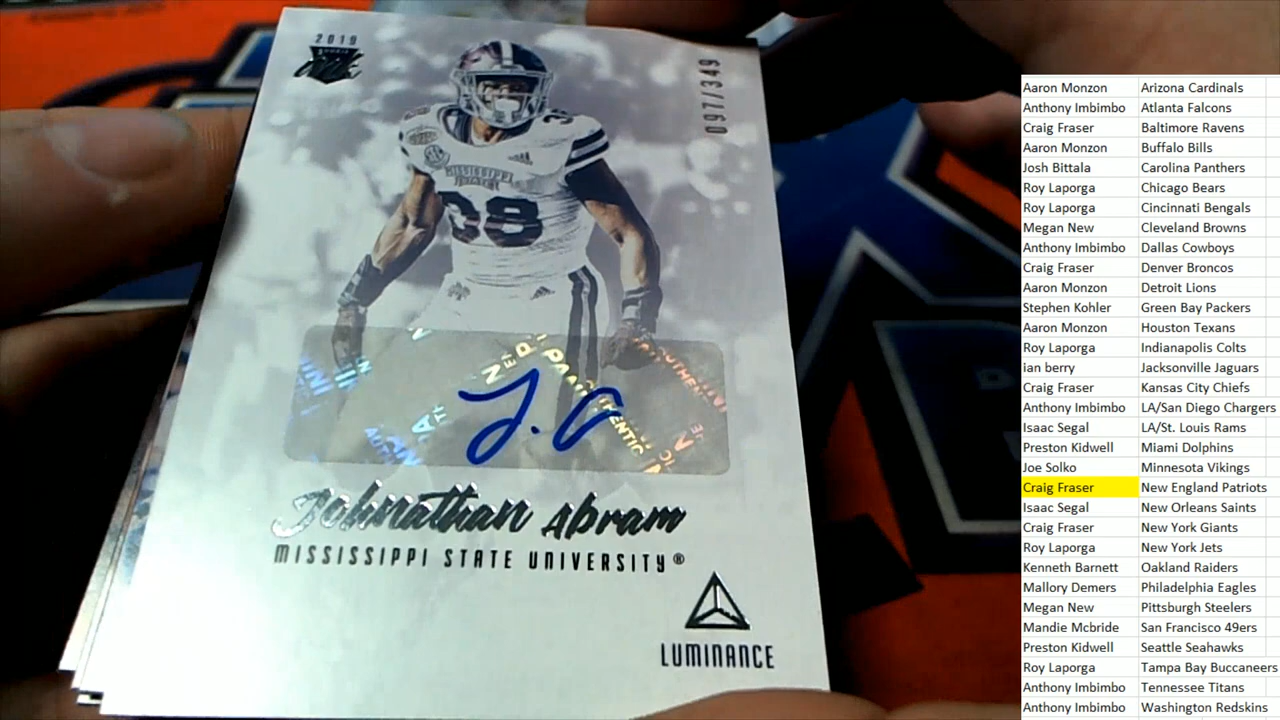 2019
097/349
MISSISSIPPI
STATE
38
J. A
Johnathan Abram
MISSISSIPPI STATE UNIVERSITY®
LUMINANCE
Aaron Monzon Arizona Cardinals
Anthony Imbimbo Atlanta Falcons
Craig Fraser Baltimore Ravens
Aaron Monzon Buffalo Bills
Josh Bittala Carolina Panthers
Roy Laporga Chicago Bears
Roy Laporga Cincinnati Bengals
Megan New Cleveland Browns
Anthony Imbimbo Dallas Cowboys
Craig Fraser Denver Broncos
Aaron Monzon Detroit Lions
Stephen Kohler Green Bay Packers
Aaron Monzon Houston Texans
Roy Laporga Indianapolis Colts
ian berry Jacksonville Jaguars
Craig Fraser Kansas City Chiefs
Anthony Imbimbo LA/San Diego Chargers
Isaac Segal LA/St. Louis Rams
Preston Kidwell Miami Dolphins
Joe Solko Minnesota Vikings
Craig Fraser New England Patriots
Isaac Segal New Orleans Saints
Craig Fraser New York Giants
Roy Laporga New York Jets
Kenneth Barnett Oakland Raiders
Mallory Demers Philadelphia Eagles
Megan New Pittsburgh Steelers
Mandie Mcbride San Francisco 49ers
Preston Kidwell Seattle Seahawks
Roy Laporga Tampa Bay Buccaneers
Anthony Imbimbo Tennessee Titans
Anthony Imbimbo Washington Redskins